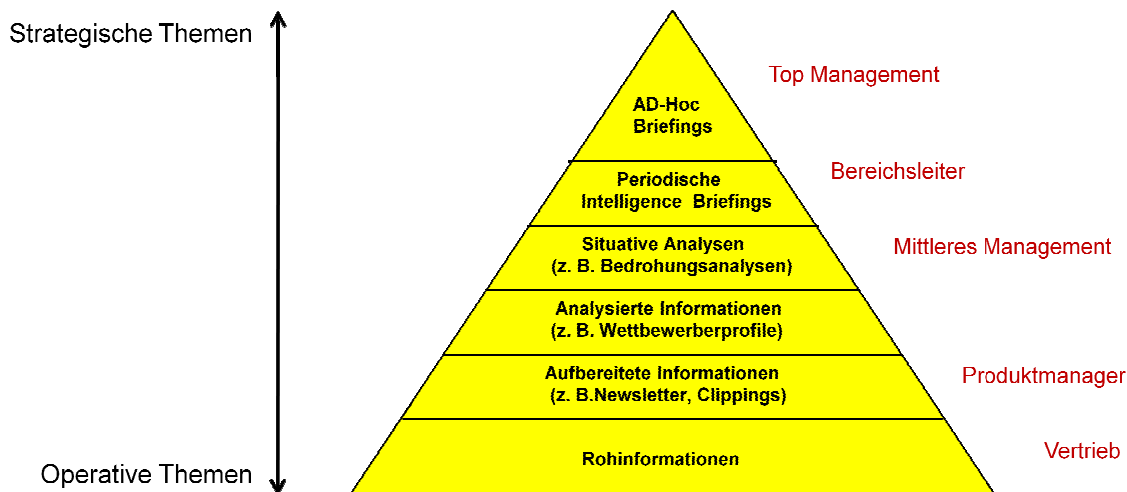 Strategische Themen
Top Management
AD-Hoc
Briefings
Bereichsleiter
Periodische
Intelligence Briefings
Mittleres Management
Situative Analysen
(z. B. Bedrohungsanalysen)
Analysierte Informationen
(z. B. Wettbewerberprofile)
Produktmanager
Aufbereitete Informationen
(z. B.Newsletter, Clippings)
Vertrieb
Rohinformationen
Operative Themen